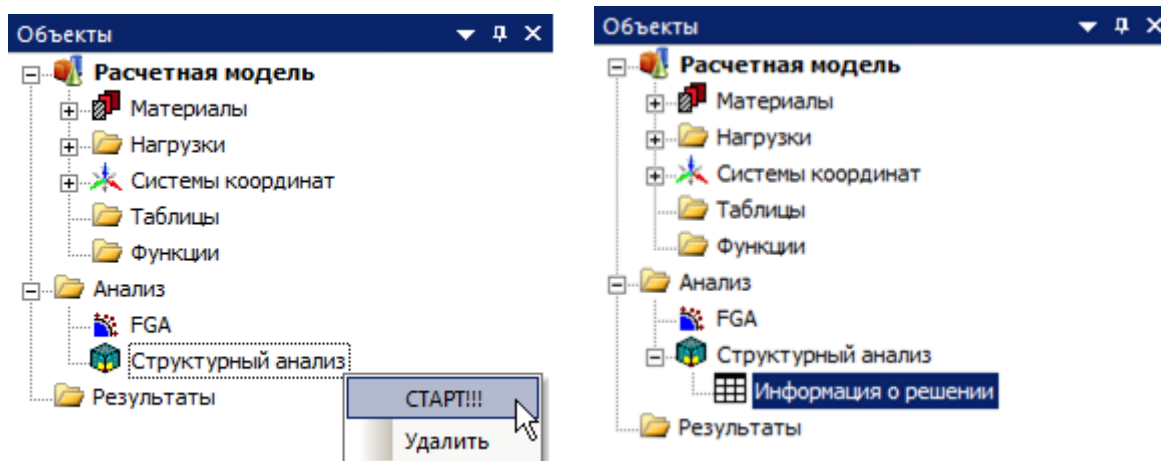 Объекты
Расчетная модель
Материалы
Нагрузки
Системы координат
Таблицы
Функции
Анализ
FGA
Структурный анализ
Результаты
СТАРТ!!!
Удалить
Объекты
Расчетная модель
Материалы
Нагрузки
Системы координат
Таблицы
Функции
Анализ
FGA
Структурный анализ
Информация о решении
Результаты